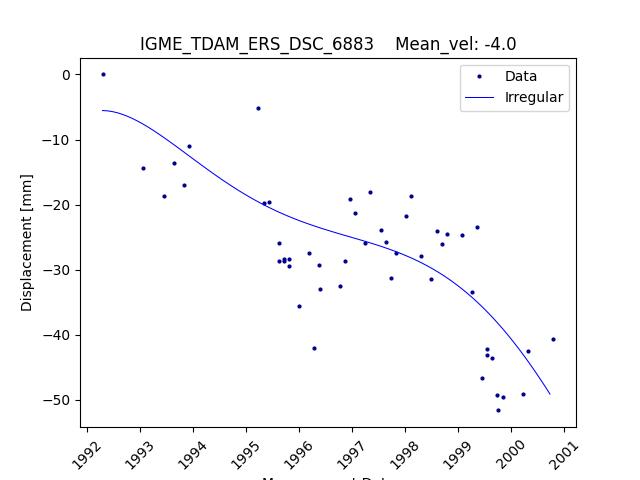 IGME_TDAM_ERS_DSC_6883    Mean_vel: -4.0
Data
Irregular
Displacement [mm]
0
−10
−20
−30
−40
−50
1992 1993 1994 1995 1996 1997 1998 1999 2000 2001